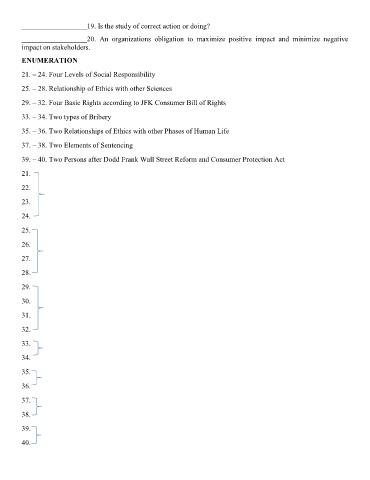 ____________________19. Is the study of correct action or doing?
____________________20. An organizations obligation to maximize positive impact and minimize negative
impact on stakeholders.
ENUMERATION
21. – 24. Four Levels of Social Responsibility
25. – 28. Relationship of Ethics with other Sciences
29. – 32. Four Basic Rights according to JFK Consumer Bill of Rights
33. – 34. Two types of Bribery
35. – 36. Two Relationships of Ethics with other Phases of Human Life
37. – 38. Two Elements of Sentencing
39. – 40. Two Persons after Dodd Frank Wall Street Reform and Consumer Protection Act
21.
22.
23.
24.
25.
26.
27.
28.
29.
30.
31.
32.
33.
34.
35.
36.
37.
38.
39.
40.